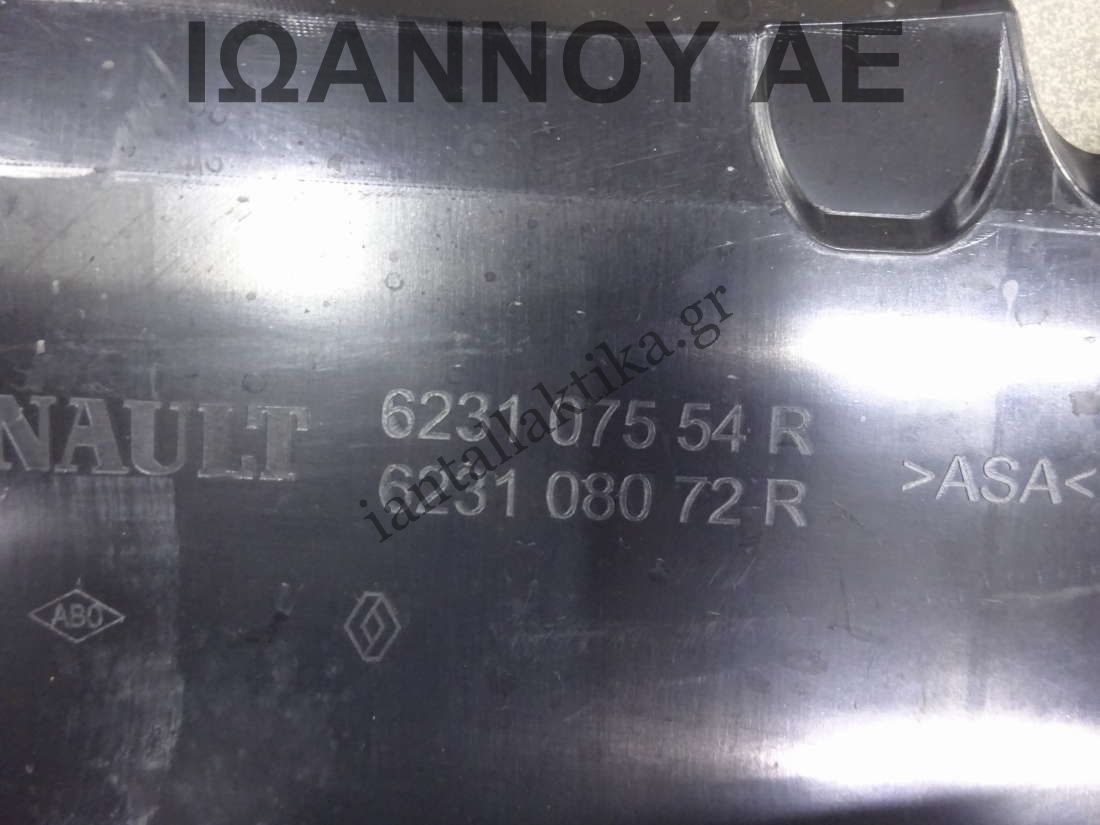 ΙΩΑΝΝΟΥ ΑΕ
iantallaktika.gr
NAULT
6231 075 54 R
6231 080 72 R
>ASA<
ABO